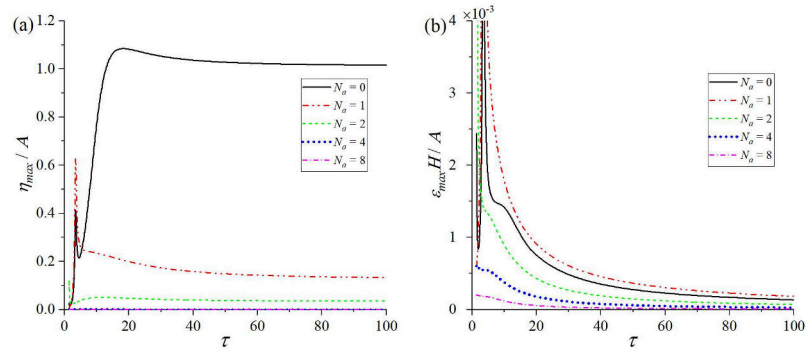 (a)
η_max / A
1.2
1.0
0.8
0.6
0.4
0.2
0.0
0 20 40 60 80 100
τ
N_a = 0
N_a = 1
N_a = 2
N_a = 4
N_a = 8
(b)
×10⁻³
ε_max H / A
4
3
2
1
0
0 20 40 60 80 100
τ
N_a = 0
N_a = 1
N_a = 2
N_a = 4
N_a = 8